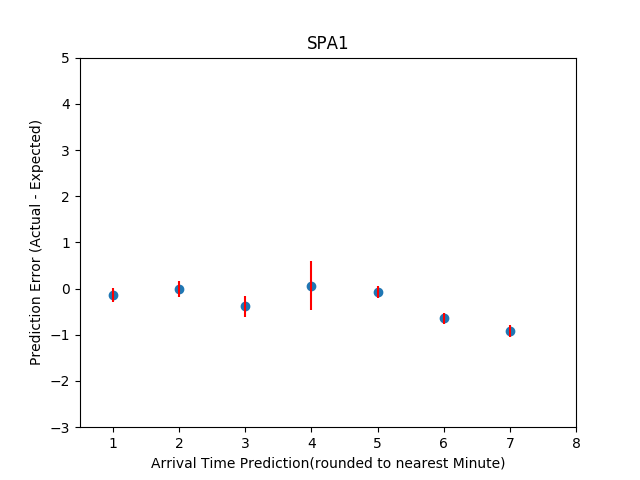 SPA1
Prediction Error (Actual - Expected)
5
4
3
2
1
0
−1
−2
−3
1 2 3 4 5 6 7 8
Arrival Time Prediction(rounded to nearest Minute)